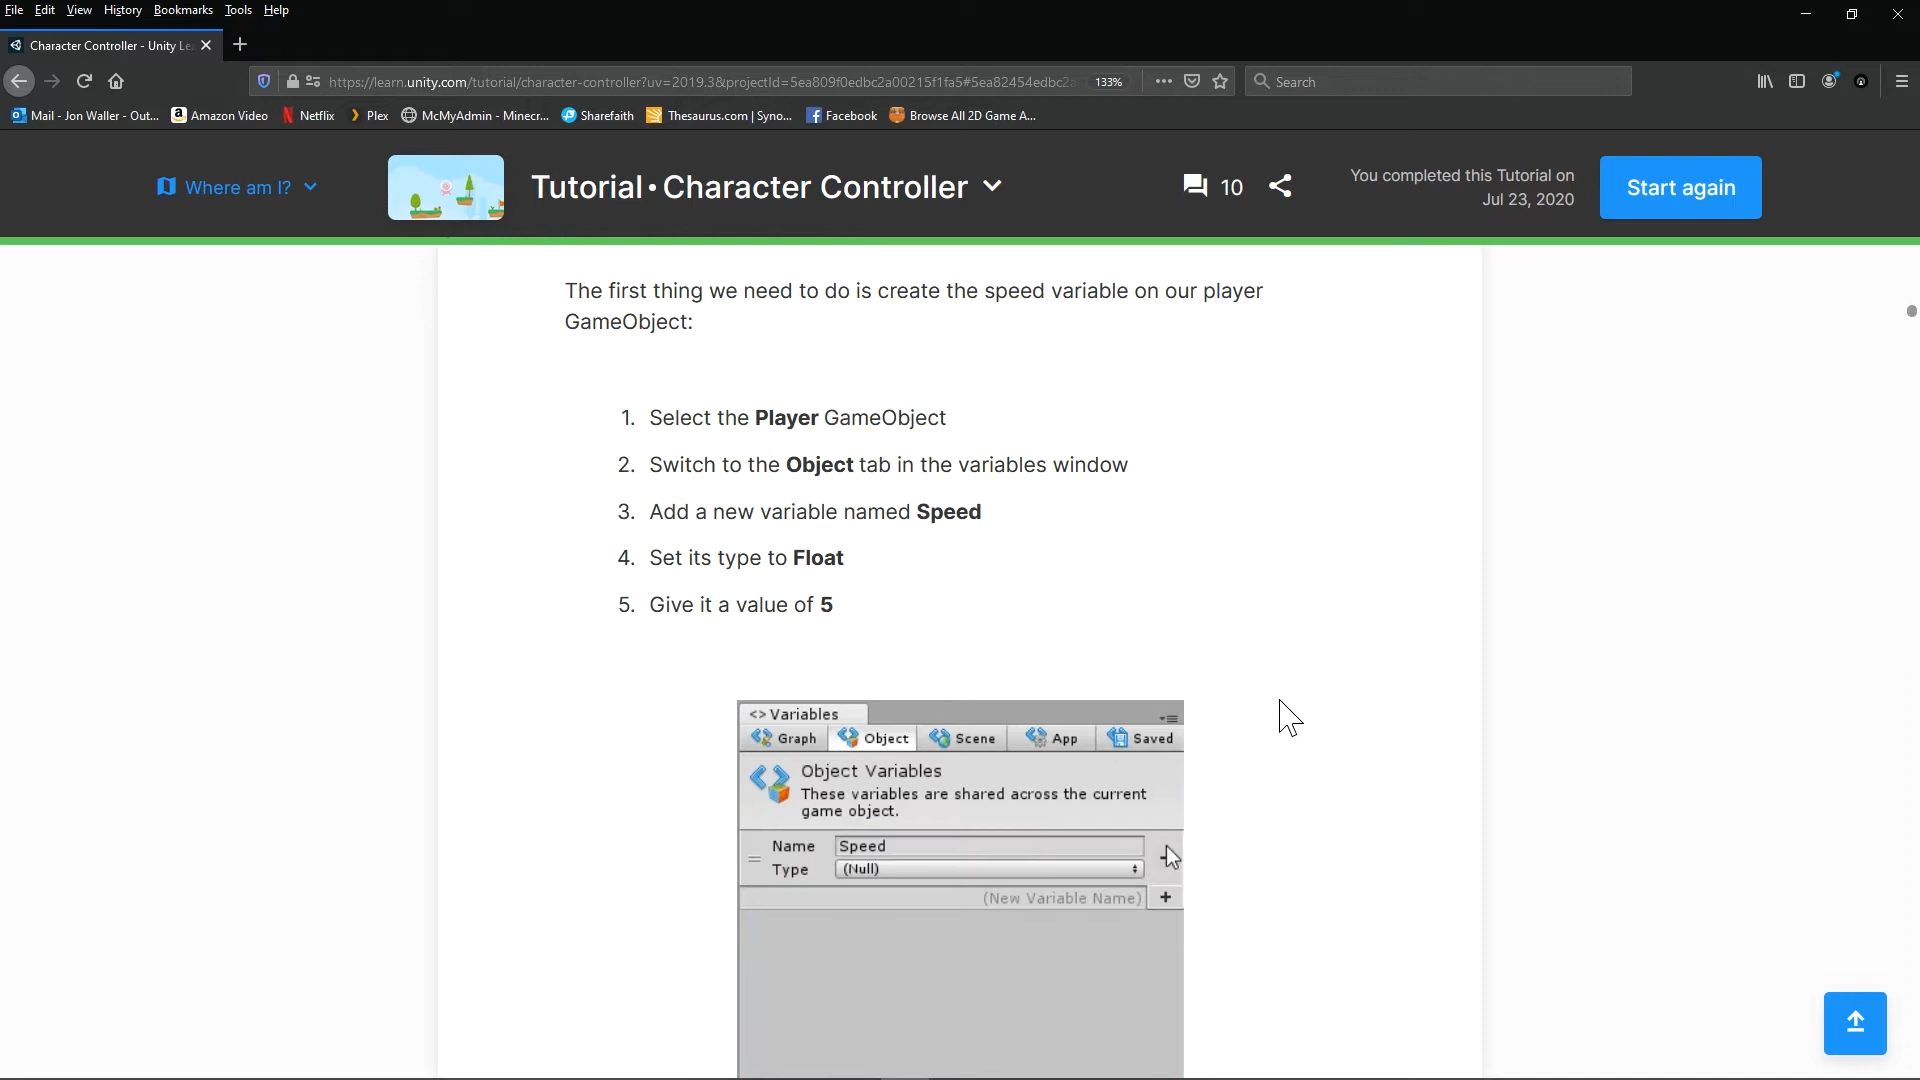 File Edit View History Bookmarks Tools Help
Character Controller - Unity Le
https://learn.unity.com/tutorial/character-controller?uv=2019.3&projectId=5ea809f0edbc2a00215f1fa5#5ea82454edbc2a 133% Search
Mail - Jon Waller - Out... Amazon Video Netflix Plex McMyAdmin - Minecr... Sharefaith Thesaurus.com | Syno... Facebook Browse All 2D Game A...
Where am I? Tutorial • Character Controller 10 You completed this Tutorial on
Jul 23, 2020 Start again
The first thing we need to do is create the speed variable on our player
GameObject:
1. Select the Player GameObject
2. Switch to the Object tab in the variables window
3. Add a new variable named Speed
4. Set its type to Float
5. Give it a value of 5
<> Variables
Graph Object Scene App Saved
Object Variables
These variables are shared across the current
game object.
Name Speed
Type (Null)
(New Variable Name) +